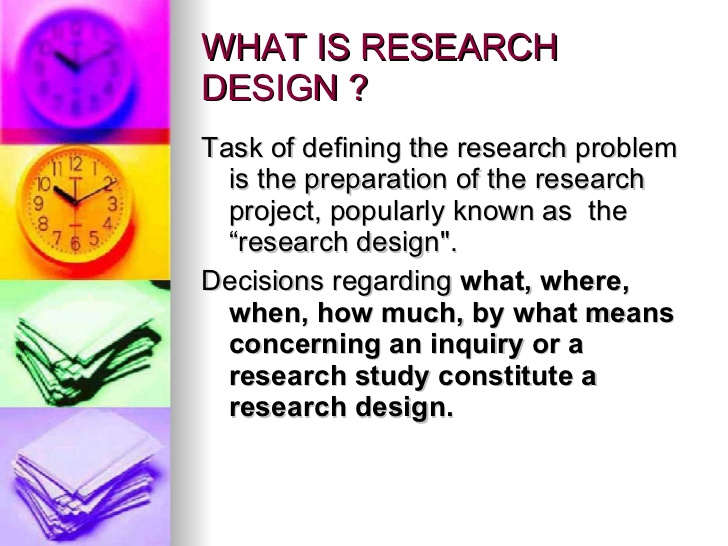 WHAT IS RESEARCH
DESIGN ?
Task of defining the research problem
is the preparation of the research
project, popularly known as  the
“research design".
Decisions regarding what, where,
when, how much, by what means
concerning an inquiry or a
research study constitute a
research design.